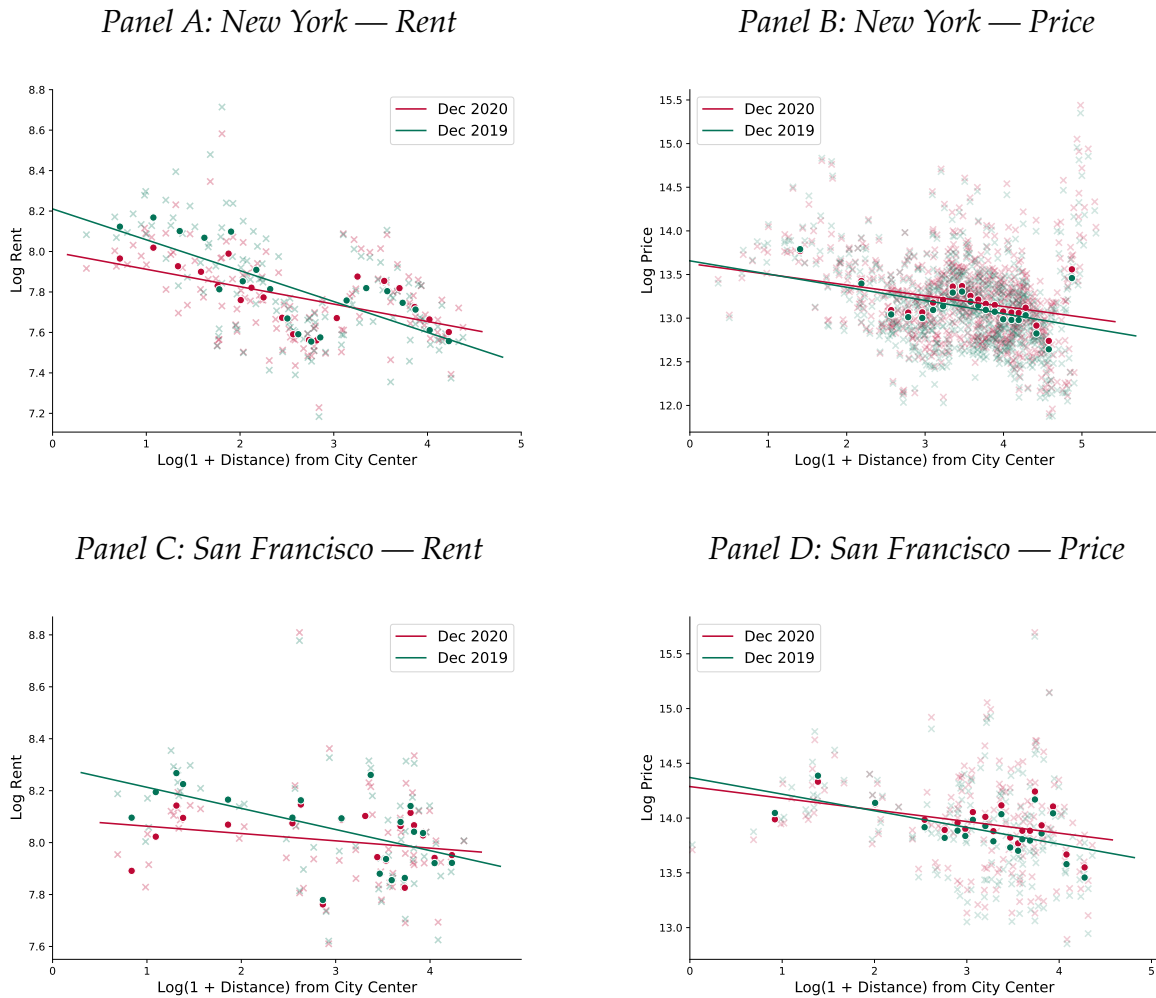 Panel A: New York — Rent
8.8
8.6
8.4
8.2
8.0
7.8
7.6
7.4
7.2
Log Rent
Dec 2020
Dec 2019
0 1 2 3 4 5
Log(1 + Distance) from City Center
Panel B: New York — Price
15.5
15.0
14.5
14.0
13.5
13.0
12.5
12.0
Log Price
Dec 2020
Dec 2019
0 1 2 3 4 5
Log(1 + Distance) from City Center
Panel C: San Francisco — Rent
8.8
8.6
8.4
8.2
8.0
7.8
7.6
Log Rent
Dec 2020
Dec 2019
0 1 2 3 4
Log(1 + Distance) from City Center
Panel D: San Francisco — Price
15.5
15.0
14.5
14.0
13.5
13.0
Log Price
Dec 2020
Dec 2019
0 1 2 3 4 5
Log(1 + Distance) from City Center